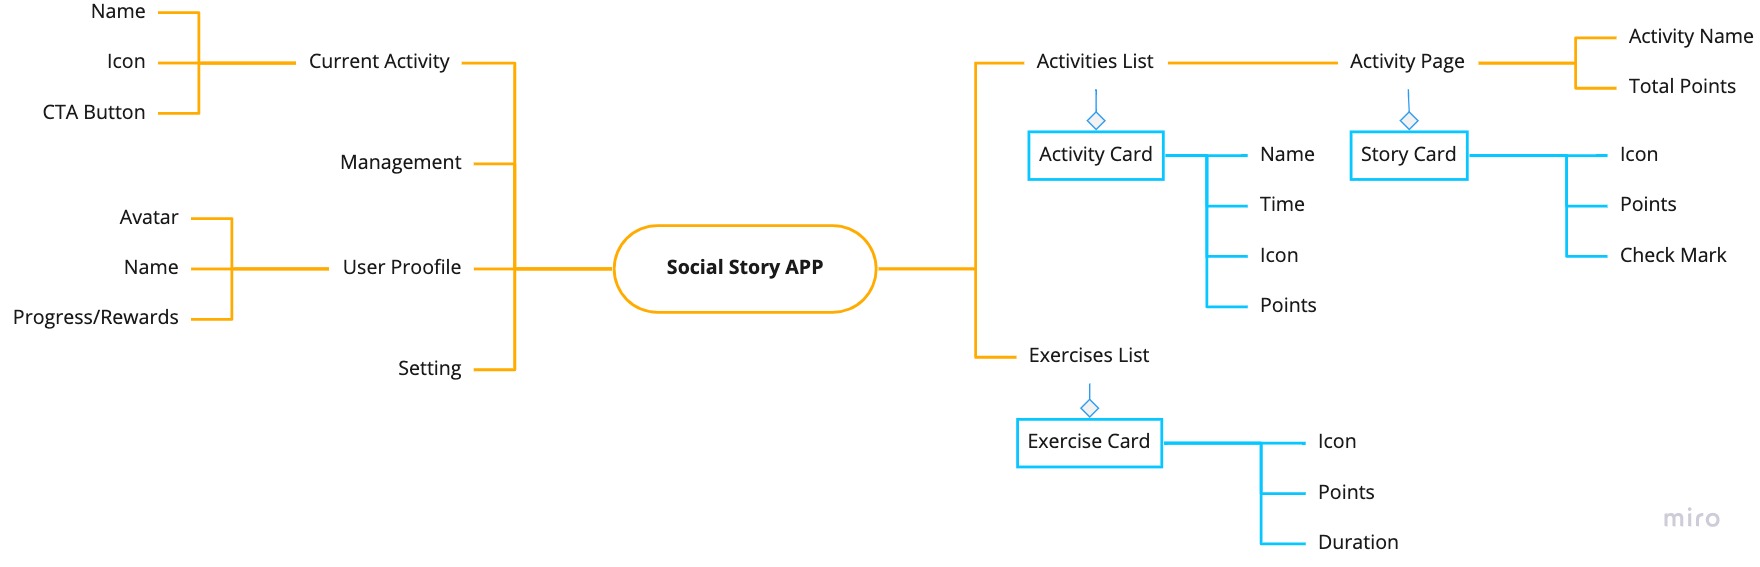 Name
Icon
CTA Button
Current Activity
Management
Avatar
Name
Progress/Rewards
User Proofile
Setting
Social Story APP
Activities List
Activity Page
Activity Name
Total Points
Activity Card
Name
Time
Icon
Points
Story Card
Icon
Points
Check Mark
Exercises List
Exercise Card
Icon
Points
Duration
miro